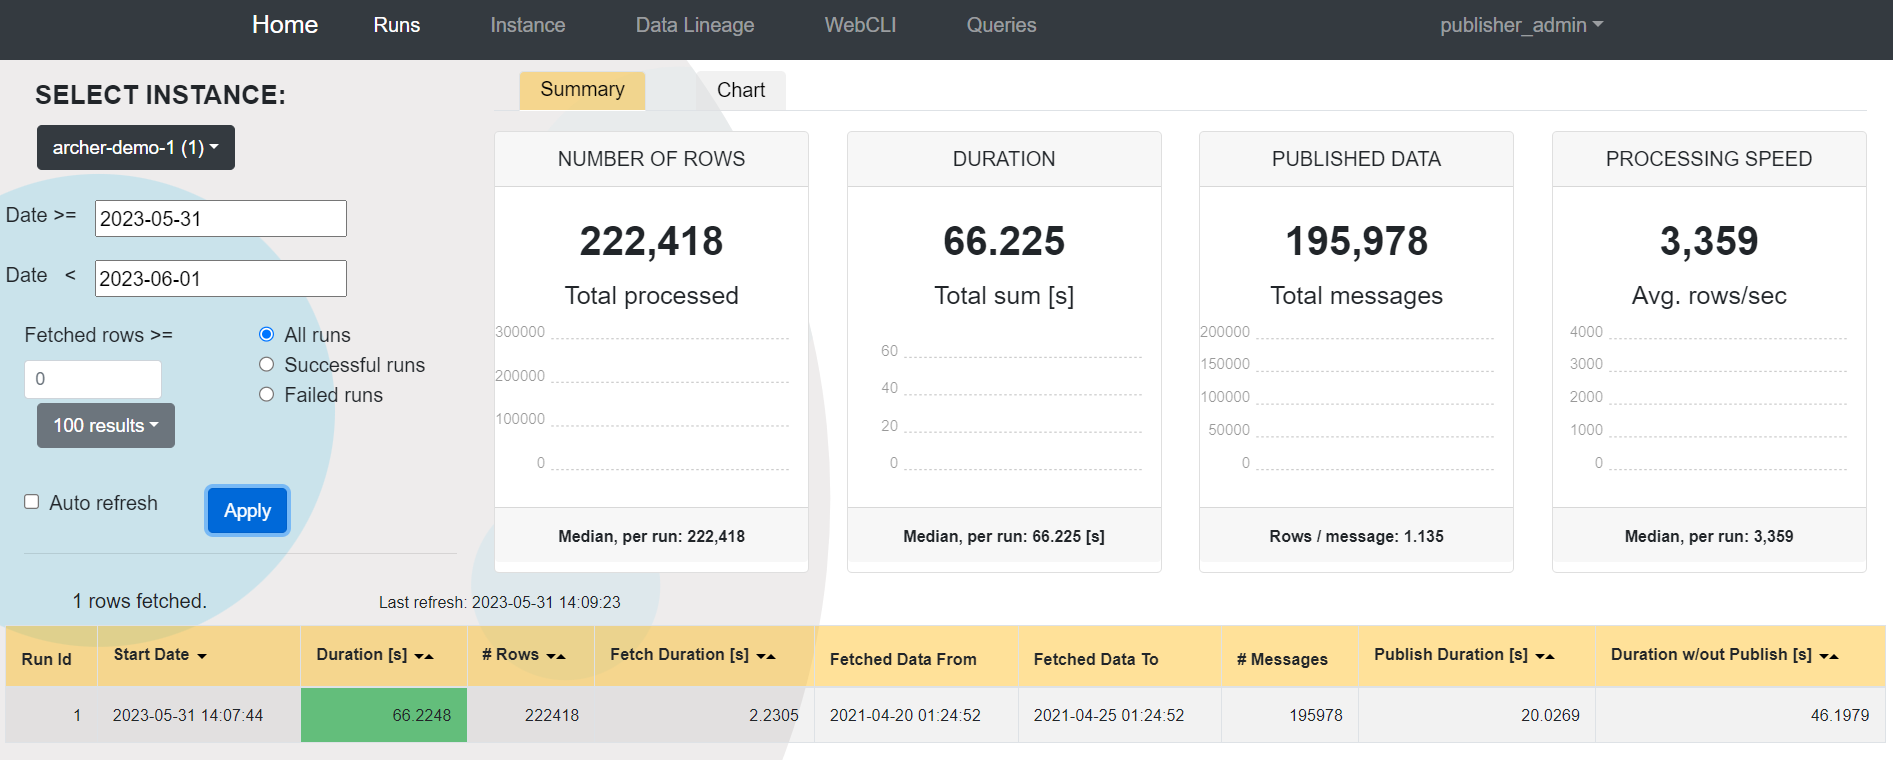 Home Runs Instance Data Lineage WebCLI Queries publisher_admin
SELECT INSTANCE:
archer-demo-1 (1)
Date >= 2023-05-31
Date < 2023-06-01
Fetched rows >=
0
100 results
All runs
Successful runs
Failed runs
Auto refresh
Apply
Summary Chart
NUMBER OF ROWS
222,418
Total processed
300000
200000
100000
0
Median, per run: 222,418
DURATION
66.225
Total sum [s]
60
40
20
0
Median, per run: 66.225 [s]
PUBLISHED DATA
195,978
Total messages
200000
150000
100000
50000
0
Rows / message: 1.135
PROCESSING SPEED
3,359
Avg. rows/sec
4000
3000
2000
1000
0
Median, per run: 3,359
1 rows fetched.
Last refresh: 2023-05-31 14:09:23
Run Id Start Date Duration [s] # Rows Fetch Duration [s] Fetched Data From Fetched Data To # Messages Publish Duration [s] Duration w/out Publish [s]
1 2023-05-31 14:07:44 66.2248 222418 2.2305 2021-04-20 01:24:52 2021-04-25 01:24:52 195978 20.0269 46.1979